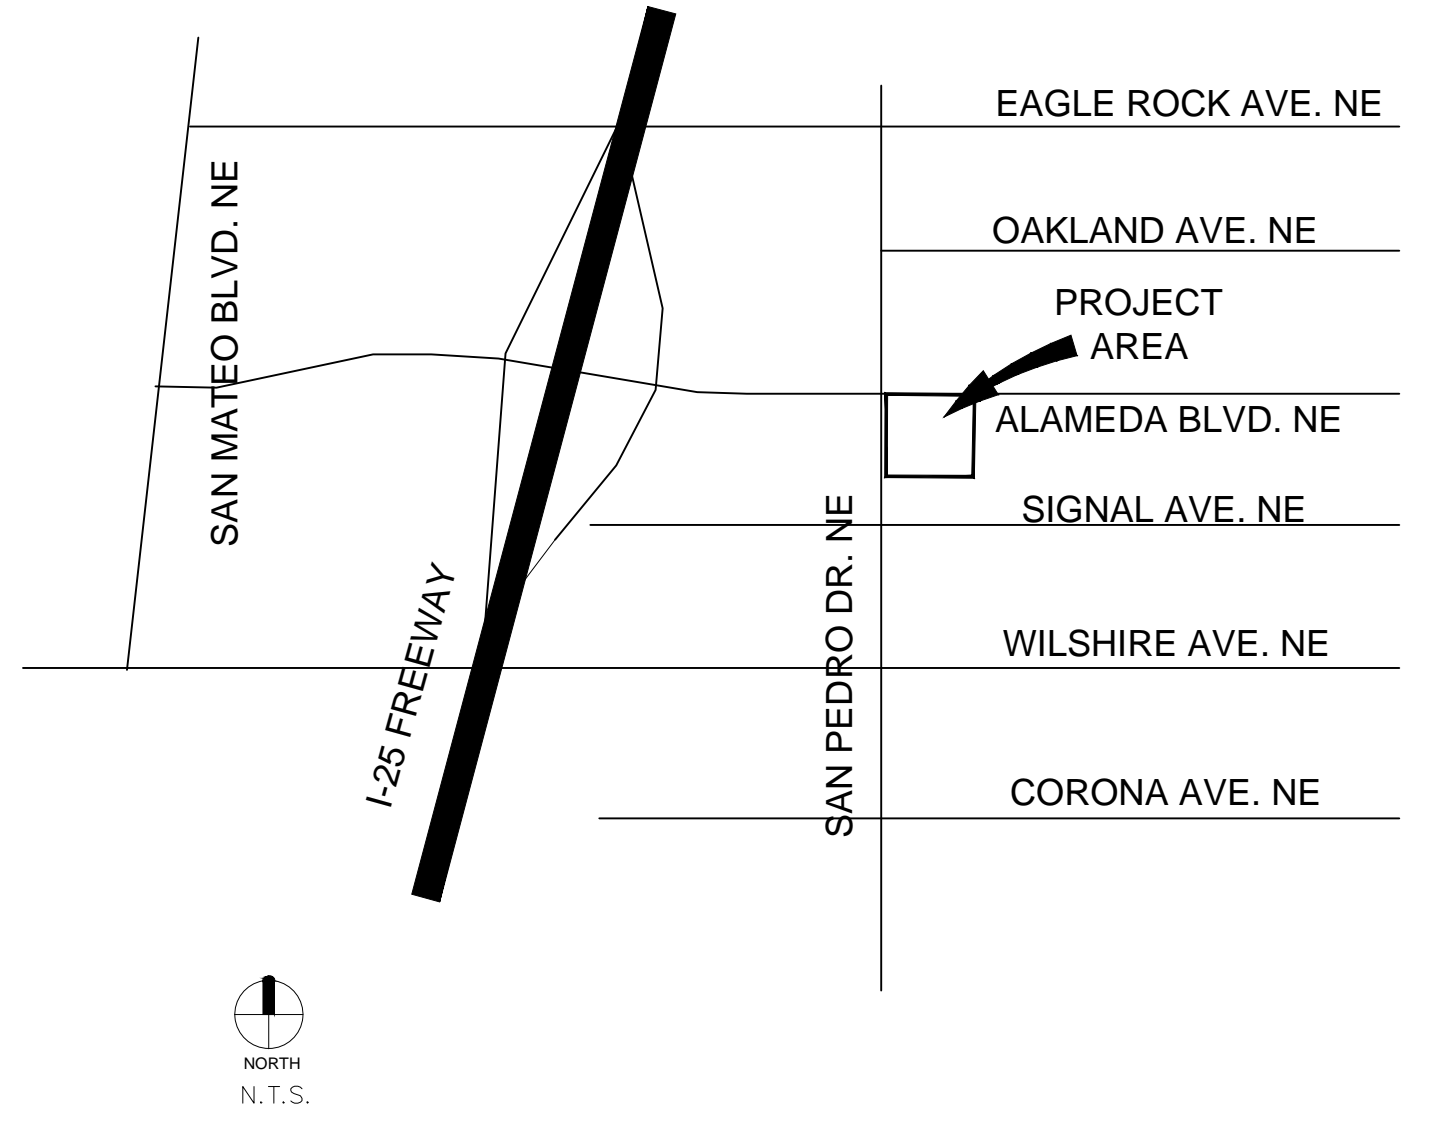 EAGLE ROCK AVE. NE
SAN MATEO BLVD. NE
OAKLAND AVE. NE
PROJECT
AREA
ALAMEDA BLVD. NE
SIGNAL AVE. NE
SAN PEDRO DR. NE
I-25 FREEWAY
WILSHIRE AVE. NE
CORONA AVE. NE
NORTH
N.T.S.